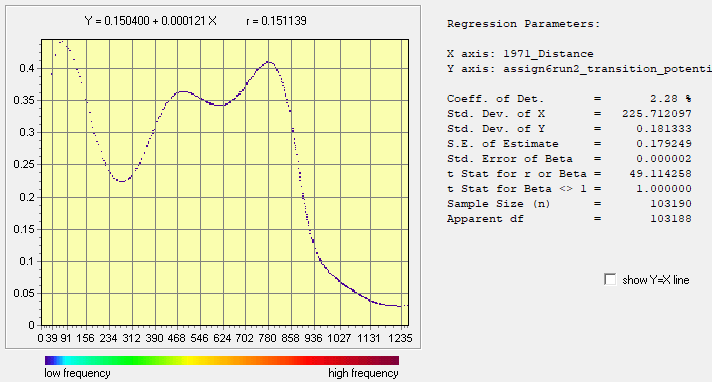 Y = 0.150400 + 0.000121 X r = 0.151139
0.4
0.35
0.3
0.25
0.2
0.15
0.1
0.05
0
0 39 91 156 234 312 390 468 546 624 702 780 858 936 1027 1131 1235
low frequency high frequency
Regression Parameters:
X axis: 1971_Distance
Y axis: assign6run2_transition_potenti
Coeff. of Det. = 2.28 %
Std. Dev. of X = 225.712097
Std. Dev. of Y = 0.181333
S.E. of Estimate = 0.179249
Std. Error of Beta = 0.000002
t Stat for r or Beta = 49.114258
t Stat for Beta <> 1 = 1.000000
Sample Size (n) = 103190
Apparent df = 103188
show Y=X line